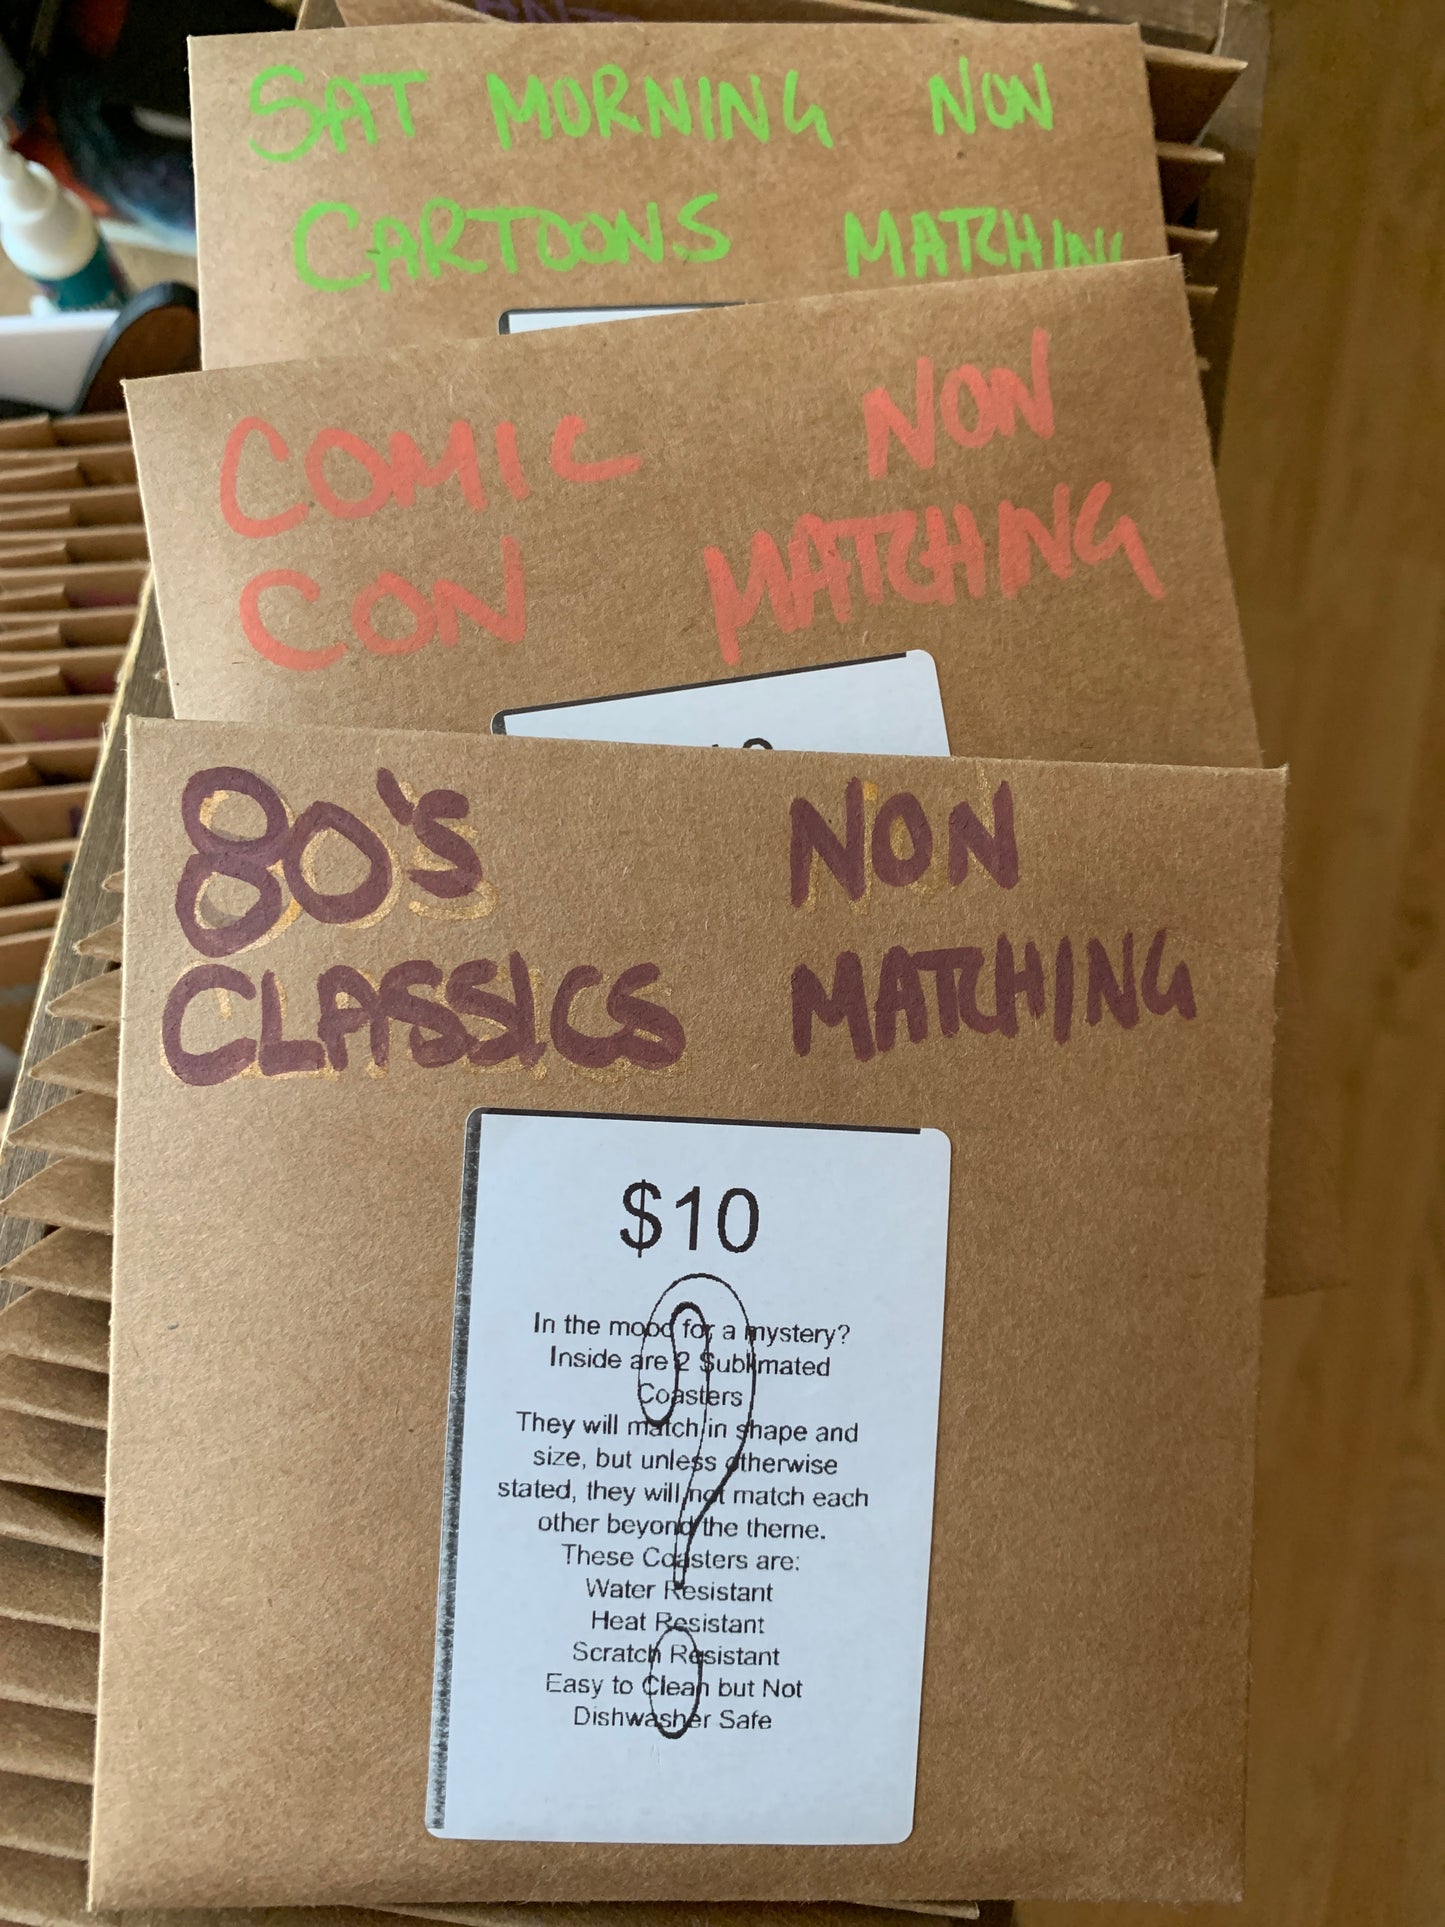 SAT MORNING NON
CARTOONS MATCHING
COMIC NON
CON MATCHING
80's NON
CLASSICS MATCHING
$10
In the mood for a mystery?
Inside are 2 Sublimated
Coasters
They will match in shape and
size, but unless otherwise
stated, they will not match each
other beyond the theme.
These Coasters are:
Water Resistant
Heat Resistant
Scratch Resistant
Easy to Clean but Not
Dishwasher Safe